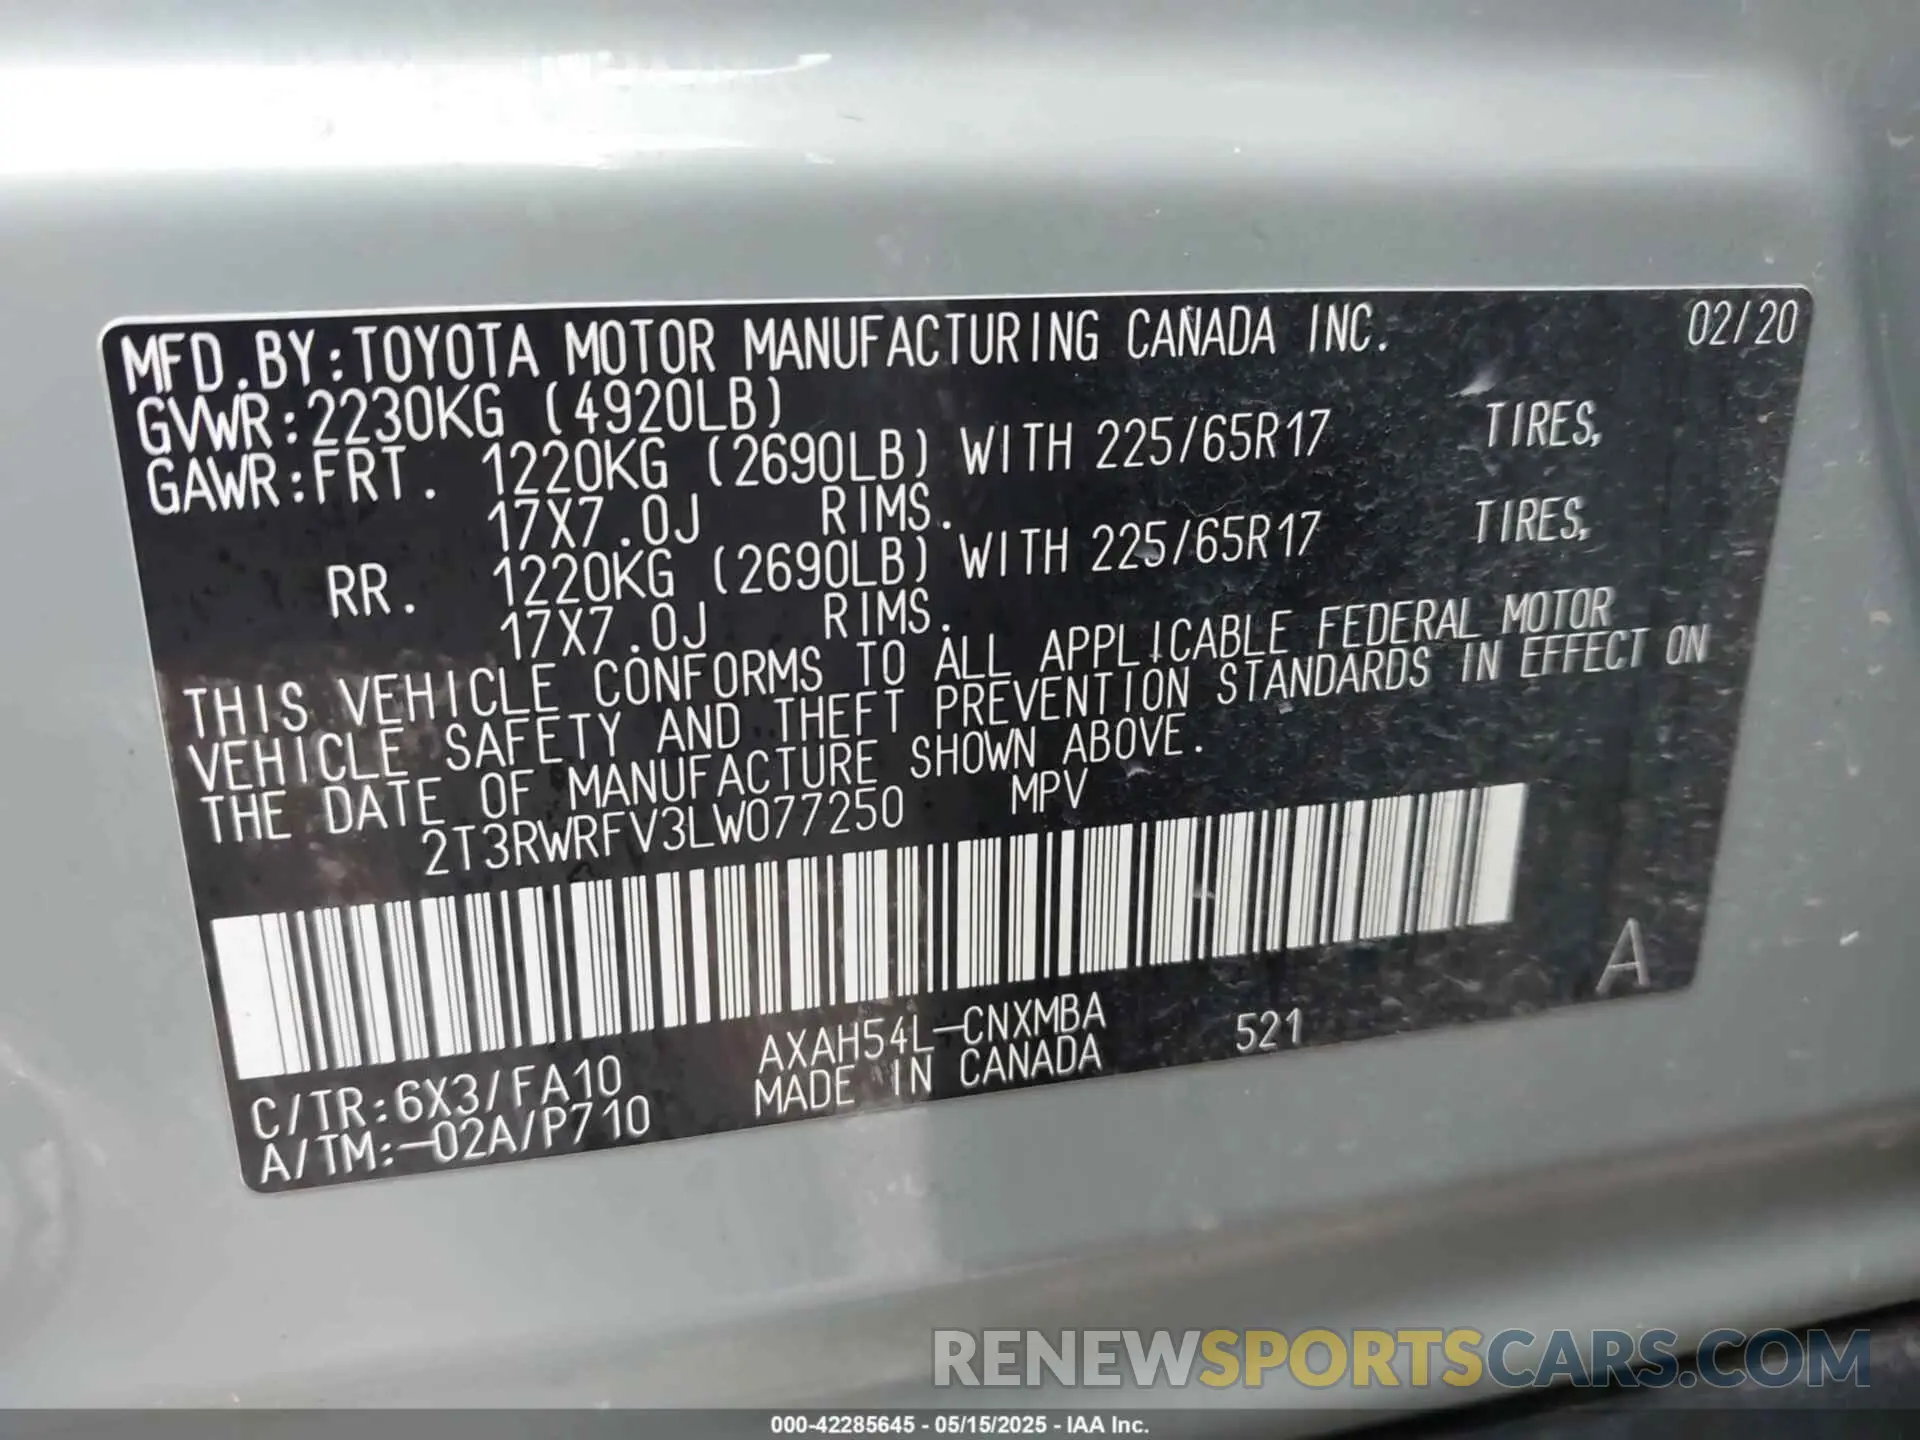 MFD.BY:TOYOTA MOTOR MANUFACTURING CANADA INC. 02/20
GVWR:2230KG (4920LB)
GAWR:FRT. 1220KG (2690LB) WITH 225/65R17 TIRES,
17X7.0J RIMS.
RR. 1220KG (2690LB) WITH 225/65R17 TIRES,
17X7.0J RIMS.
THIS VEHICLE CONFORMS TO ALL APPLICABLE FEDERAL MOTOR
VEHICLE SAFETY AND THEFT PREVENTION STANDARDS IN EFFECT ON
THE DATE OF MANUFACTURE SHOWN ABOVE.
2T3RWRFV3LW077250 MPV
A
AXAH54L-CNXMBA 521
C/TR:6X3/FA10 MADE IN CANADA
A/TM:-02A/P710
RENEWSPORTSCARS.COM
000-42285645 - 05/15/2025 - IAA Inc.